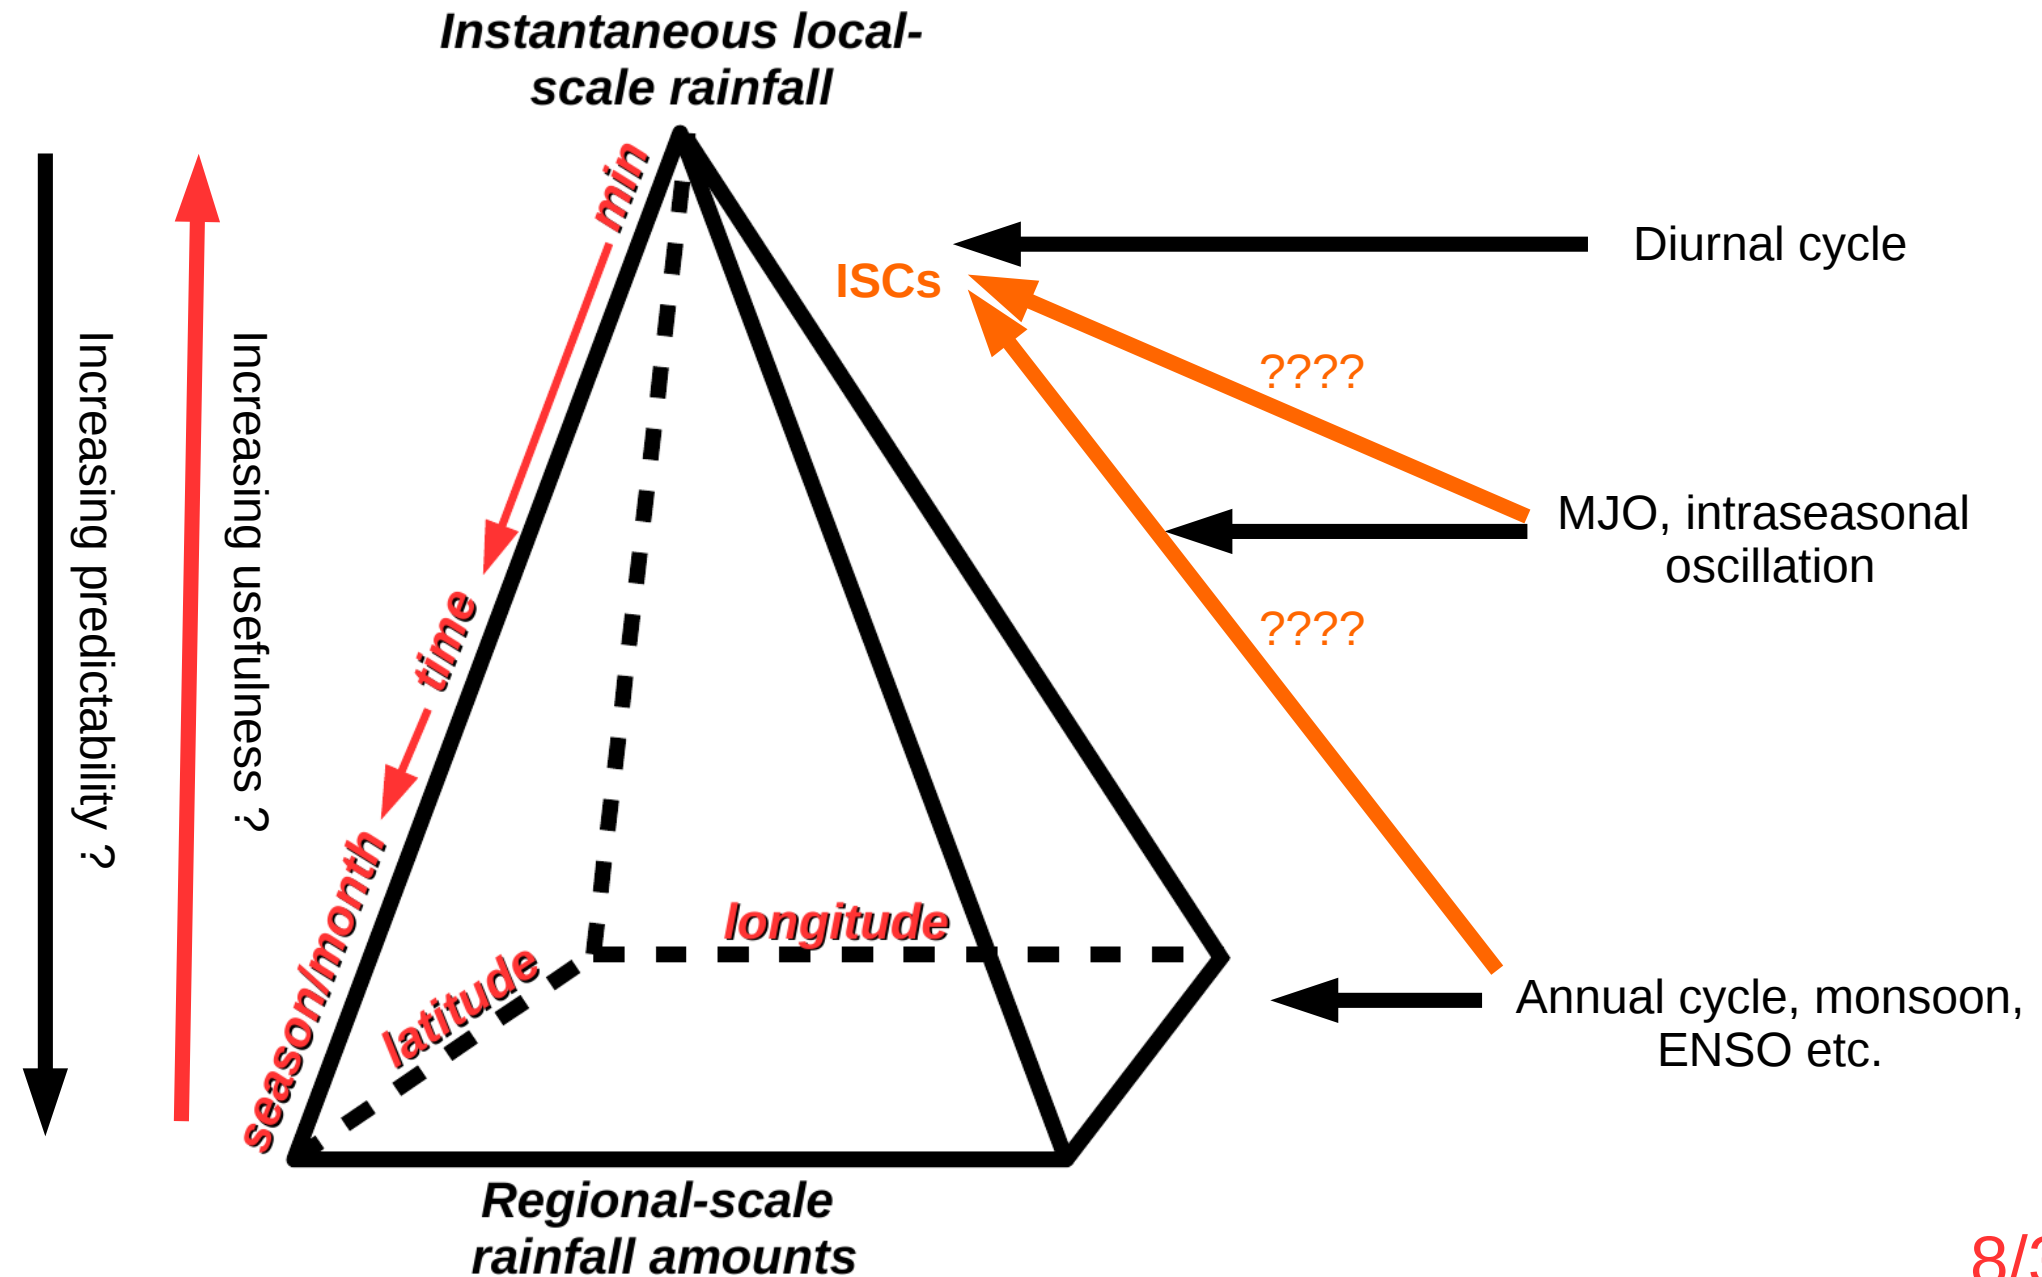 Instantaneous local-
scale rainfall
min
time
season/month
latitude
longitude
Increasing predictability ?
Increasing usefulness ?
ISCs
Diurnal cycle
????
MJO, intraseasonal
oscillation
????
Annual cycle, monsoon,
ENSO etc.
Regional-scale
rainfall amounts
8/